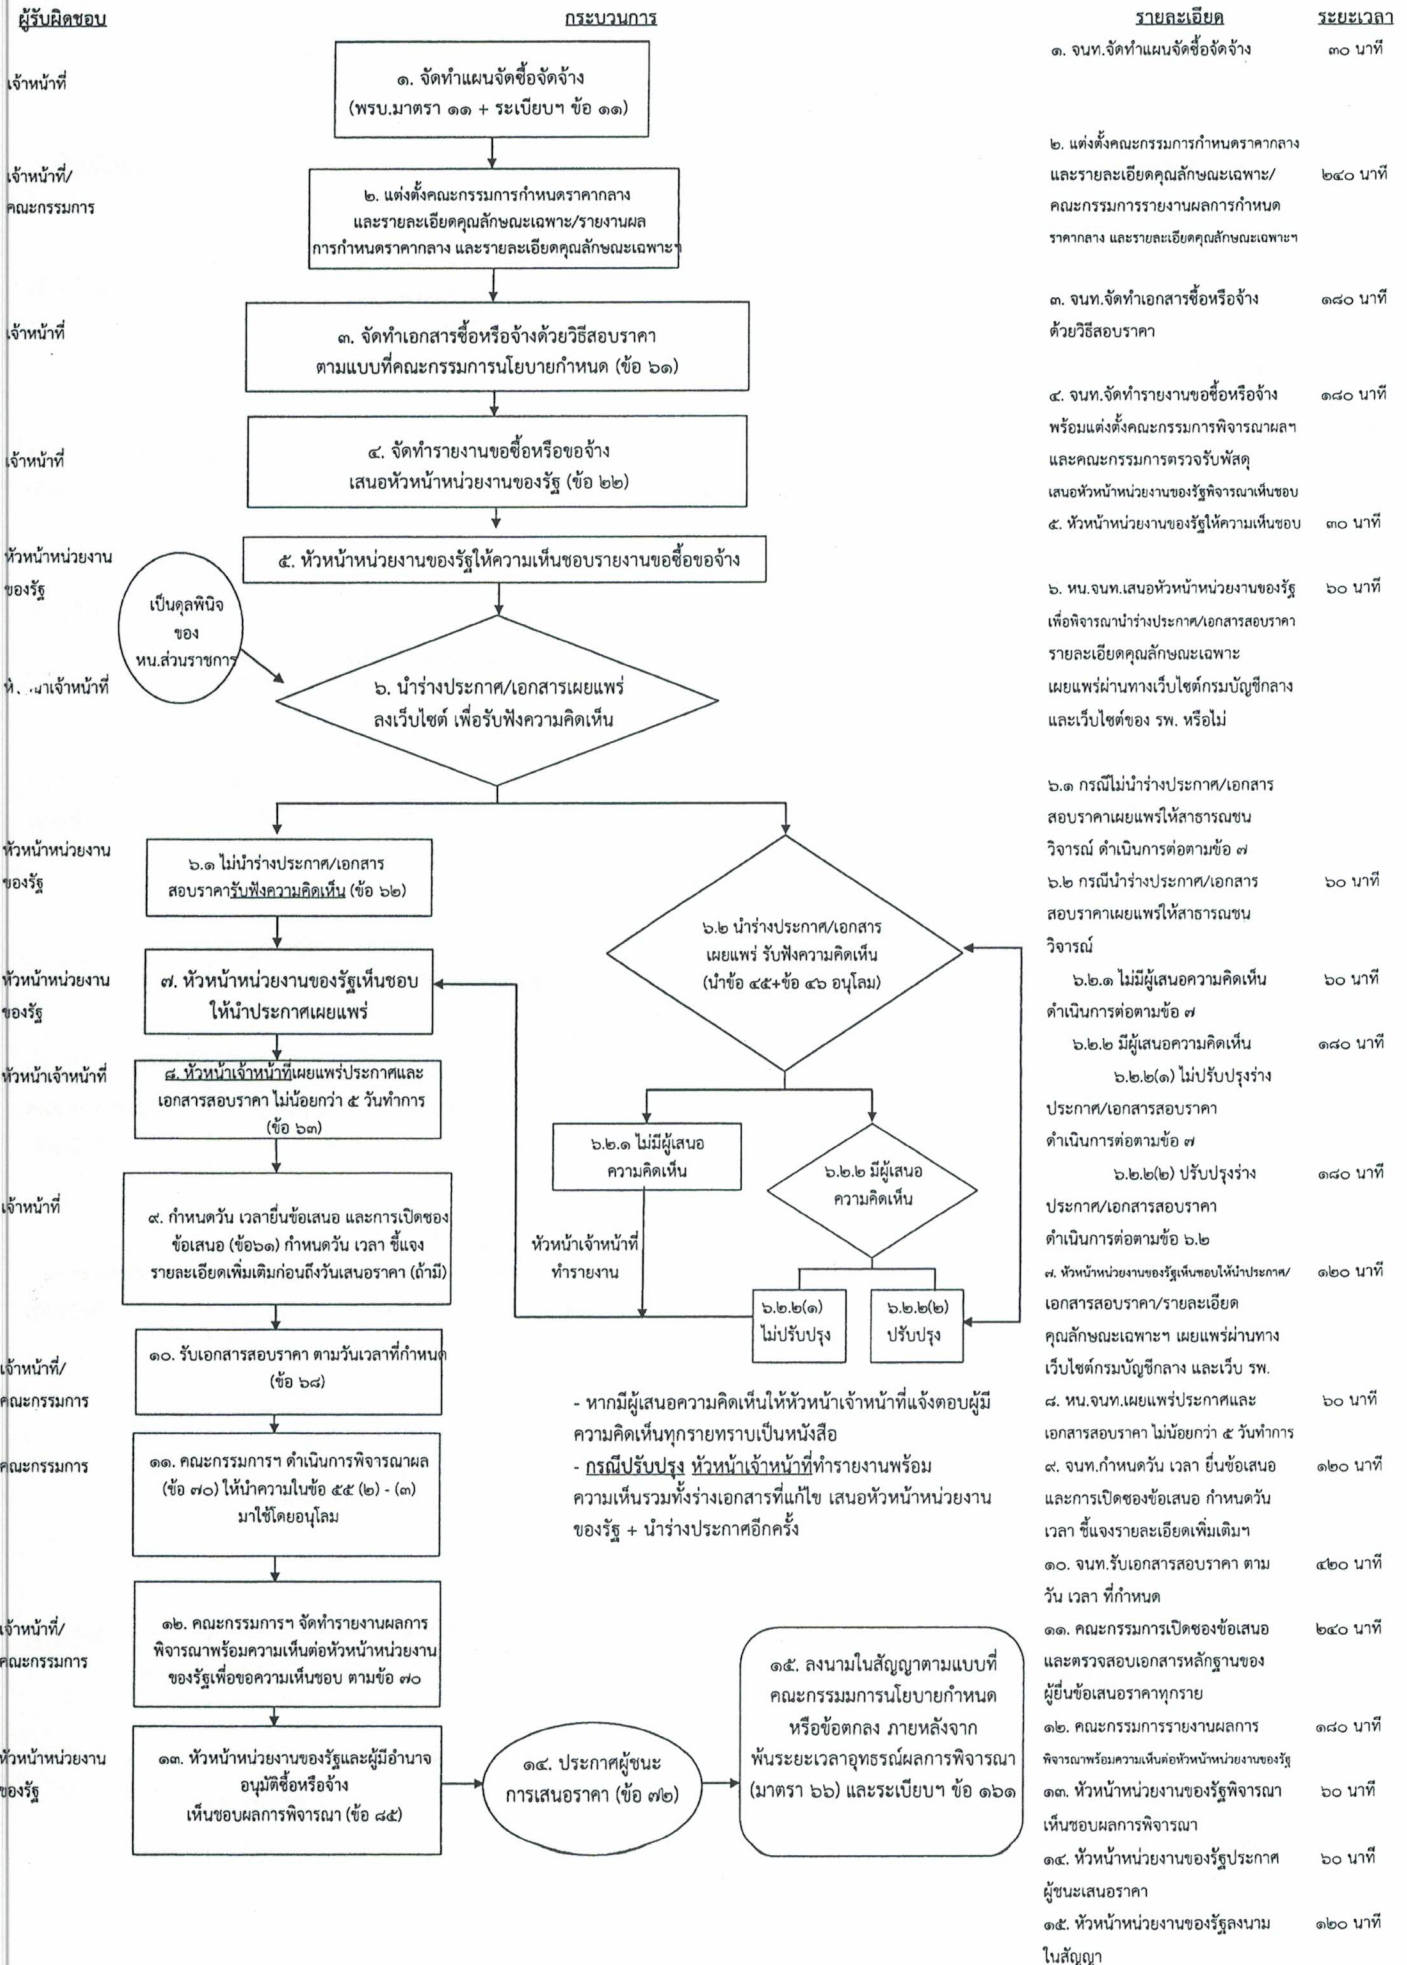 ผู้รับผิดชอบ
กระบวนการ
รายละเอียด
ระยะเวลา
เจ้าหน้าที่
๑. จัดทำแผนจัดซื้อจัดจ้าง
(พรบ.มาตรา ๑๑ + ระเบียบฯ ข้อ ๑๑)
เจ้าหน้าที่/
คณะกรรมการ
๒. แต่งตั้งคณะกรรมการกำหนดราคากลาง
และรายละเอียดคุณลักษณะเฉพาะ/รายงานผล
การกำหนดราคากลาง และรายละเอียดคุณลักษณะเฉพาะฯ
เจ้าหน้าที่
๓. จัดทำเอกสารซื้อหรือจ้างด้วยวิธีสอบราคา
ตามแบบที่คณะกรรมการนโยบายกำหนด (ข้อ ๖๑)
เจ้าหน้าที่
๔. จัดทำรายงานขอซื้อหรือขอจ้าง
เสนอหัวหน้าหน่วยงานของรัฐ (ข้อ ๒๒)
หัวหน้าหน่วยงาน
ของรัฐ
๕. หัวหน้าหน่วยงานของรัฐให้ความเห็นชอบรายงานขอซื้อขอจ้าง
เป็นดุลพินิจ
ของ
หน.ส่วนราชการ
เจ้าหน้าที่
๖. นำร่างประกาศ/เอกสารเผยแพร่
ลงเว็บไซต์ เพื่อรับฟังความคิดเห็น
หัวหน้าหน่วยงาน
ของรัฐ
๖.๑ ไม่นำร่างประกาศ/เอกสาร
สอบราคารับฟังความคิดเห็น (ข้อ ๖๒)
๖.๒ นำร่างประกาศ/เอกสาร
เผยแพร่ รับฟังความคิดเห็น
(นำข้อ ๔๕+ข้อ ๔๖ อนุโลม)
หัวหน้าหน่วยงาน
ของรัฐ
๗. หัวหน้าหน่วยงานของรัฐเห็นชอบ
ให้นำประกาศเผยแพร่
หัวหน้าเจ้าหน้าที่
๘. หัวหน้าเจ้าหน้าที่เผยแพร่ประกาศและ
เอกสารสอบราคา ไม่น้อยกว่า ๕ วันทำการ
(ข้อ ๖๓)
๖.๒.๑ ไม่มีผู้เสนอ
ความคิดเห็น
๖.๒.๒ มีผู้เสนอ
ความคิดเห็น
เจ้าหน้าที่
๙. กำหนดวัน เวลายื่นข้อเสนอ และการเปิดซอง
ข้อเสนอ (ข้อ๖๑) กำหนดวัน เวลา ชี้แจง
รายละเอียดเพิ่มเติมก่อนถึงวันเสนอราคา (ถ้ามี)
หัวหน้าเจ้าหน้าที่
ทำรายงาน
๖.๒.๒(๑)
ไม่ปรับปรุง
๖.๒.๒(๒)
ปรับปรุง
เจ้าหน้าที่/
คณะกรรมการ
๑๐. รับเอกสารสอบราคา ตามวันเวลาที่กำหนด
(ข้อ ๖๘)
- หากมีผู้เสนอความคิดเห็นให้หัวหน้าเจ้าหน้าที่แจ้งตอบผู้มี
ความคิดเห็นทุกรายทราบเป็นหนังสือ
- กรณีปรับปรุง หัวหน้าเจ้าหน้าที่ทำรายงานพร้อม
ความเห็นรวมทั้งร่างเอกสารที่แก้ไข เสนอหัวหน้าหน่วยงาน
ของรัฐ + นำร่างประกาศอีกครั้ง
คณะกรรมการ
๑๑. คณะกรรมการฯ ดำเนินการพิจารณาผล
(ข้อ ๗๐) ให้นำความในข้อ ๕๕ (๒) - (๓)
มาใช้โดยอนุโลม
เจ้าหน้าที่/
คณะกรรมการ
๑๒. คณะกรรมการฯ จัดทำรายงานผลการ
พิจารณาพร้อมความเห็นต่อหัวหน้าหน่วยงาน
ของรัฐเพื่อขอความเห็นชอบ ตามข้อ ๗๐
หัวหน้าหน่วยงาน
ของรัฐ
๑๓. หัวหน้าหน่วยงานของรัฐและผู้มีอำนาจ
อนุมัติซื้อหรือจ้าง
เห็นชอบผลการพิจารณา (ข้อ ๘๕)
๑๔. ประกาศผู้ชนะ
การเสนอราคา (ข้อ ๗๒)
๑๕. ลงนามในสัญญาตามแบบที่
คณะกรรมมการนโยบายกำหนด
หรือข้อตกลง ภายหลังจาก
พ้นระยะเวลาอุทธรณ์ผลการพิจารณา
(มาตรา ๖๖) และระเบียบฯ ข้อ ๑๖๑
๑. จนท.จัดทำแผนจัดซื้อจัดจ้าง ๓๐ นาที
๒. แต่งตั้งคณะกรรมการกำหนดราคากลาง
และรายละเอียดคุณลักษณะเฉพาะ/ ๒๔๐ นาที
คณะกรรมการรายงานผลการกำหนด
ราคากลาง และรายละเอียดคุณลักษณะเฉพาะฯ
๓. จนท.จัดทำเอกสารซื้อหรือจ้าง ๑๘๐ นาที
ด้วยวิธีสอบราคา
๔. จนท.จัดทำรายงานขอซื้อหรือจ้าง ๑๘๐ นาที
พร้อมแต่งตั้งคณะกรรมการพิจารณาผลฯ
และคณะกรรมการตรวจรับพัสดุ
เสนอหัวหน้าหน่วยงานของรัฐพิจารณาเห็นชอบ
๕. หัวหน้าหน่วยงานของรัฐให้ความเห็นชอบ ๓๐ นาที
๖. หน.จนท.เสนอหัวหน้าหน่วยงานของรัฐ ๖๐ นาที
เพื่อพิจารณานำร่างประกาศ/เอกสารสอบราคา
รายละเอียดคุณลักษณะเฉพาะ
เผยแพร่ผ่านทางเว็บไซต์กรมบัญชีกลาง
และเว็บไซต์ของ รพ. หรือไม่
๖.๑ กรณีไม่นำร่างประกาศ/เอกสาร
สอบราคาเผยแพร่ให้สาธารณชน
วิจารณ์ ดำเนินการต่อตามข้อ ๗
๖.๒ กรณีนำร่างประกาศ/เอกสาร ๖๐ นาที
สอบราคาเผยแพร่ให้สาธารณชน
วิจารณ์
๖.๒.๑ ไม่มีผู้เสนอความคิดเห็น ๖๐ นาที
ดำเนินการต่อตามข้อ ๗
๖.๒.๒ มีผู้เสนอความคิดเห็น ๑๘๐ นาที
๖.๒.๒(๑) ไม่ปรับปรุงร่าง
ประกาศ/เอกสารสอบราคา
ดำเนินการต่อตามข้อ ๗
๖.๒.๒(๒) ปรับปรุงร่าง ๑๘๐ นาที
ประกาศ/เอกสารสอบราคา
ดำเนินการต่อตามข้อ ๖.๒
๗. หัวหน้าหน่วยงานของรัฐเห็นชอบให้นำประกาศ/ ๑๒๐ นาที
เอกสารสอบราคา/รายละเอียด
คุณลักษณะเฉพาะฯ เผยแพร่ผ่านทาง
เว็บไซต์กรมบัญชีกลาง และเว็บ รพ.
๘. หน.จนท.เผยแพร่ประกาศและ ๖๐ นาที
เอกสารสอบราคา ไม่น้อยกว่า ๕ วันทำการ
๙. จนท.กำหนดวัน เวลา ยื่นข้อเสนอ ๑๒๐ นาที
และการเปิดซองข้อเสนอ กำหนดวัน
เวลา ชี้แจงรายละเอียดเพิ่มเติมฯ
๑๐. จนท.รับเอกสารสอบราคา ตาม ๔๒๐ นาที
วัน เวลา ที่กำหนด
๑๑. คณะกรรมการเปิดซองข้อเสนอ ๒๔๐ นาที
และตรวจสอบเอกสารหลักฐานของ
ผู้ยื่นข้อเสนอราคาทุกราย
๑๒. คณะกรรมการรายงานผลการ ๑๘๐ นาที
พิจารณาพร้อมความเห็นต่อหัวหน้าหน่วยงานของรัฐ
๑๓. หัวหน้าหน่วยงานของรัฐพิจารณา ๖๐ นาที
เห็นชอบผลการพิจารณา
๑๔. หัวหน้าหน่วยงานของรัฐประกาศ ๖๐ นาที
ผู้ชนะเสนอราคา
๑๕. หัวหน้าหน่วยงานของรัฐลงนาม ๑๒๐ นาที
ในสัญญา